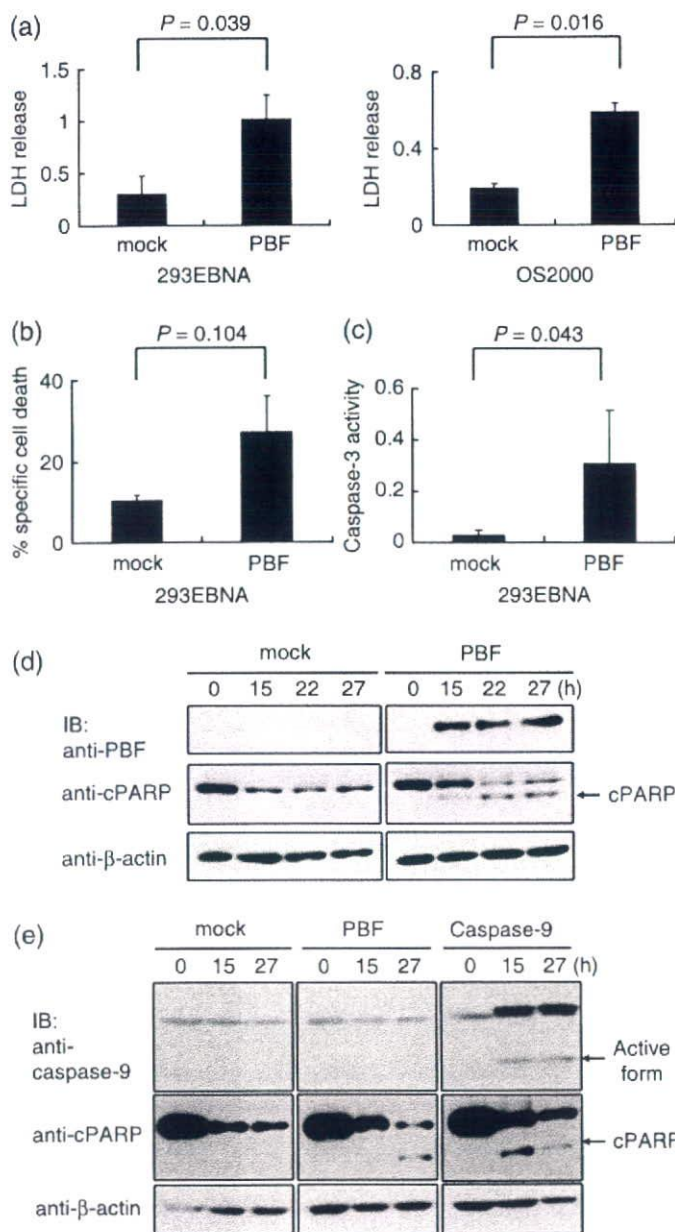 (a)
P = 0.039
LDH release
1.5
1
0.5
0
mock PBF
293EBNA
P = 0.016
LDH release
0.8
0.4
0
mock PBF
OS2000
(b)
P = 0.104
% specific cell death
40
20
0
mock PBF
293EBNA
(c)
P = 0.043
Caspase-3 activity
0.6
0.4
0.2
0
mock PBF
293EBNA
(d)
mock PBF
0 15 22 27 0 15 22 27 (h)
IB:
anti-PBF
anti-cPARP
cPARP
anti-β-actin
(e)
mock PBF Caspase-9
0 15 27 0 15 27 0 15 27 (h)
IB:
anti-
caspase-9
Active
form
anti-cPARP
cPARP
anti-β-actin